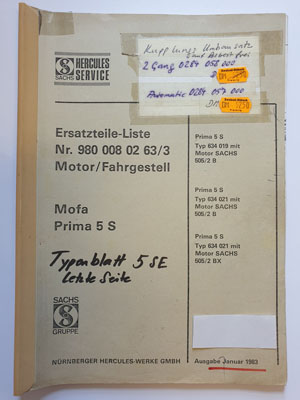 Kupplungs Umbausatz
2 Gang 0284 058 000
Automatic 0284 057 000
DM
HERCULES
SERVICE
SACHS
Ersatzteile-Liste
Nr. 980 008 02 63/3
Motor/Fahrgestell
Prima 5 S
Typ 634 019 mit
Motor SACHS
505/2 B
Mofa
Prima 5 S
Prima 5 S
Typ 634 021 mit
Motor SACHS
505/2 B
Prima 5 S
Typ 634 021 mit
Motor SACHS
505/2 BX
Typenblatt 5 SE
letzte Seite
SACHS
GRUPPE
NÜRNBERGER HERCULES-WERKE GMBH
Ausgabe Januar 1983